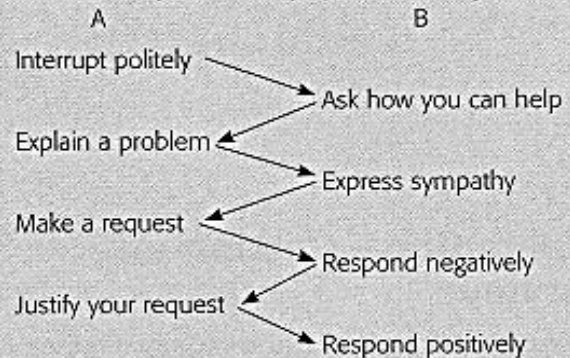 A B
Interrupt politely
Ask how you can help
Explain a problem
Express sympathy
Make a request
Respond negatively
Justify your request
Respond positively